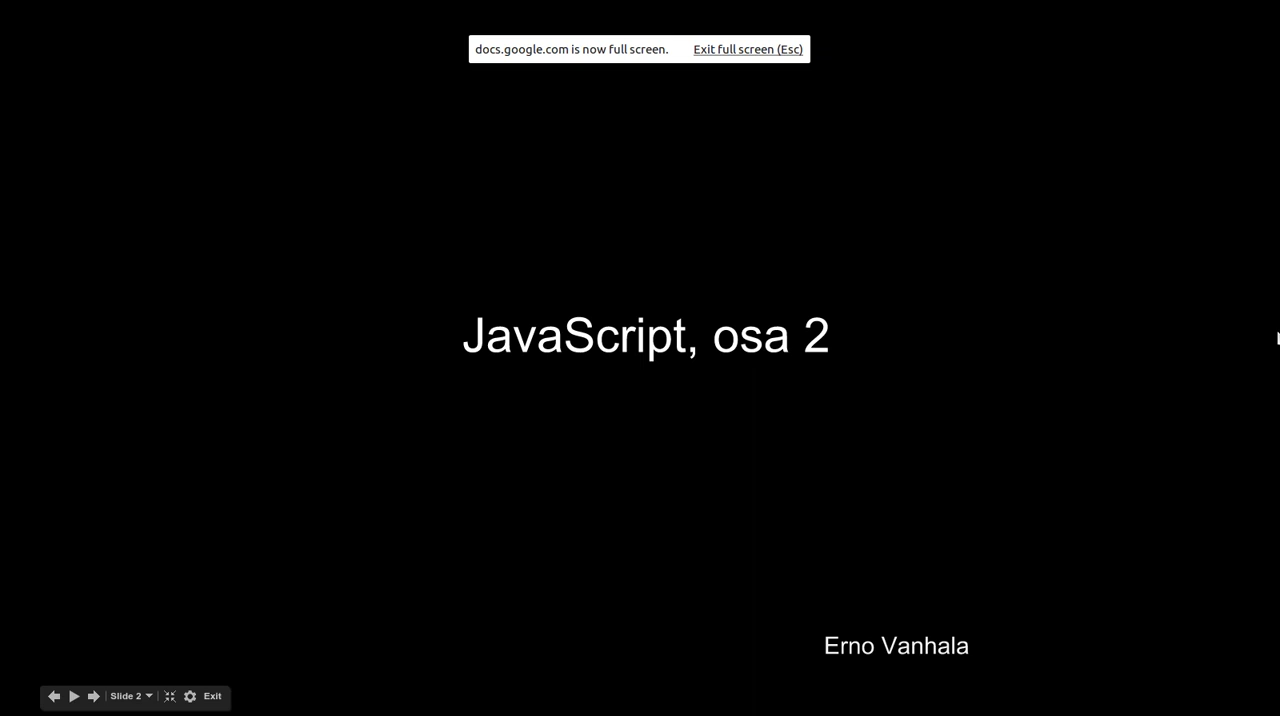 docs.google.com is now full screen. Exit full screen (Esc)
JavaScript, osa 2
Erno Vanhala
Slide 2 Exit